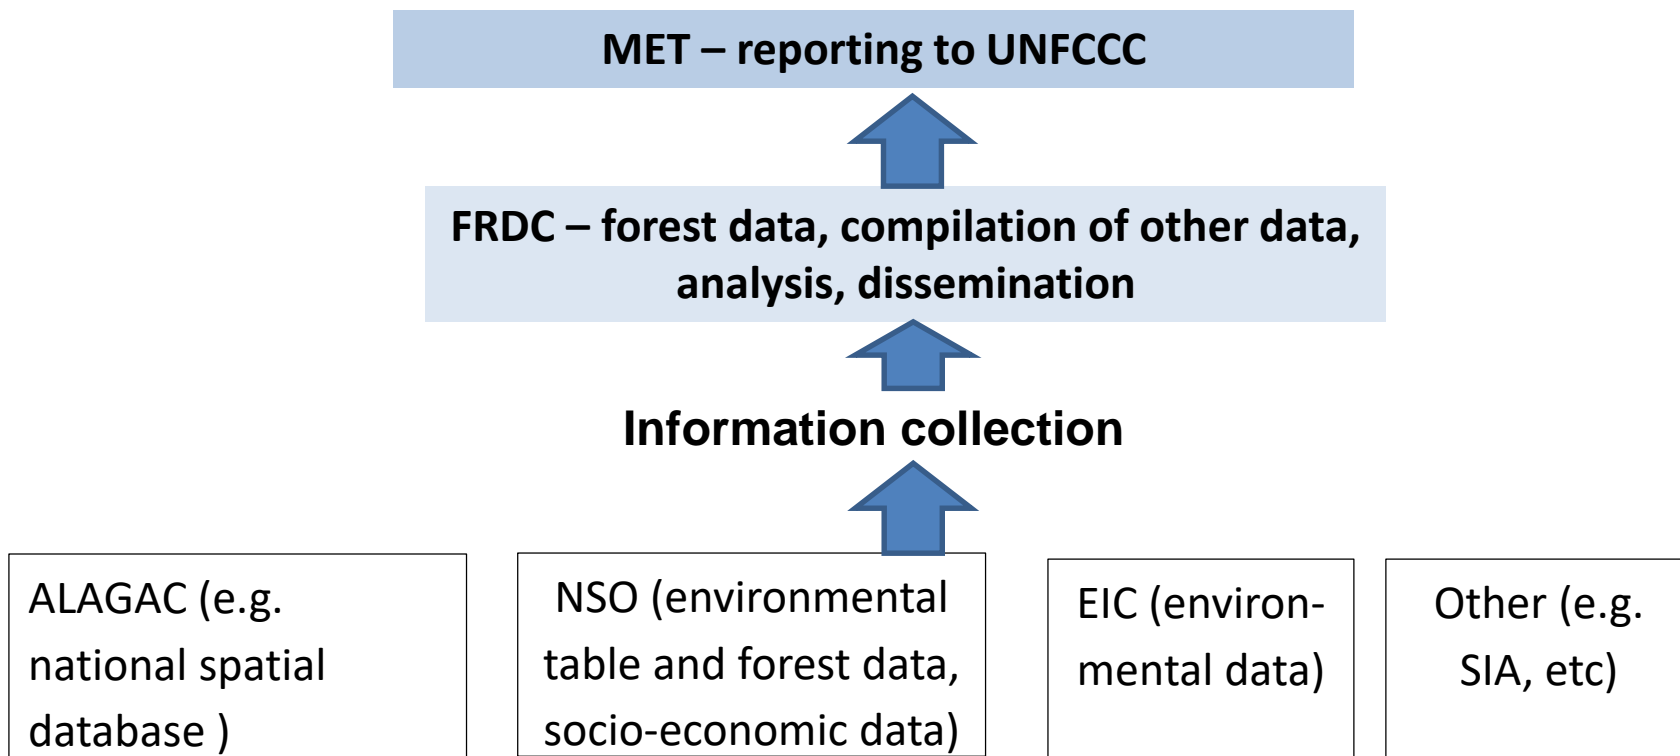 MET – reporting to UNFCCC
FRDC – forest data, compilation of other data,
analysis, dissemination
Information collection
ALAGAC (e.g.
national spatial
database )
NSO (environmental
table and forest data,
socio-economic data)
EIC (environ-
mental data)
Other (e.g.
SIA, etc)